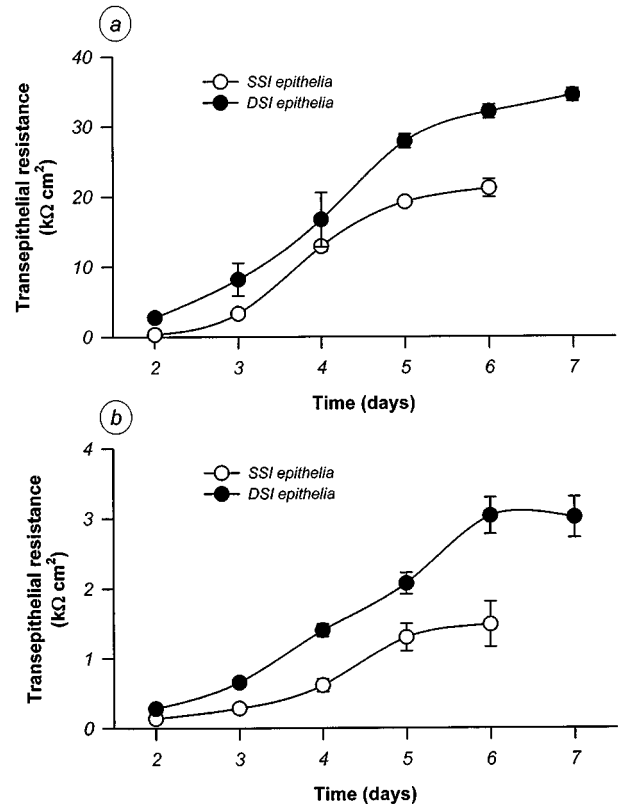 a
Transepithelial resistance
(kΩ cm²)
40
30
20
10
0
SSI epithelia
DSI epithelia
2 3 4 5 6 7
Time (days)
b
Transepithelial resistance
(kΩ cm²)
4
3
2
1
0
SSI epithelia
DSI epithelia
2 3 4 5 6 7
Time (days)